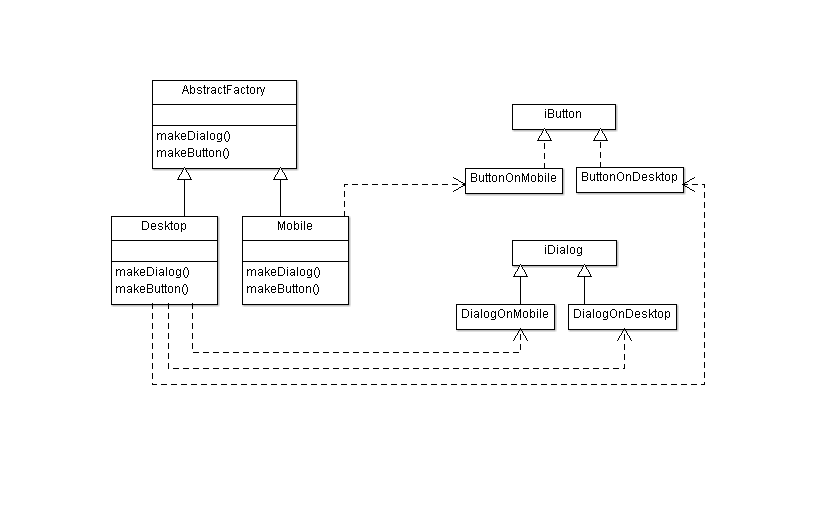 AbstractFactory
makeDialog()
makeButton()
Desktop
makeDialog()
makeButton()
Mobile
makeDialog()
makeButton()
iButton
ButtonOnMobile
ButtonOnDesktop
iDialog
DialogOnMobile
DialogOnDesktop